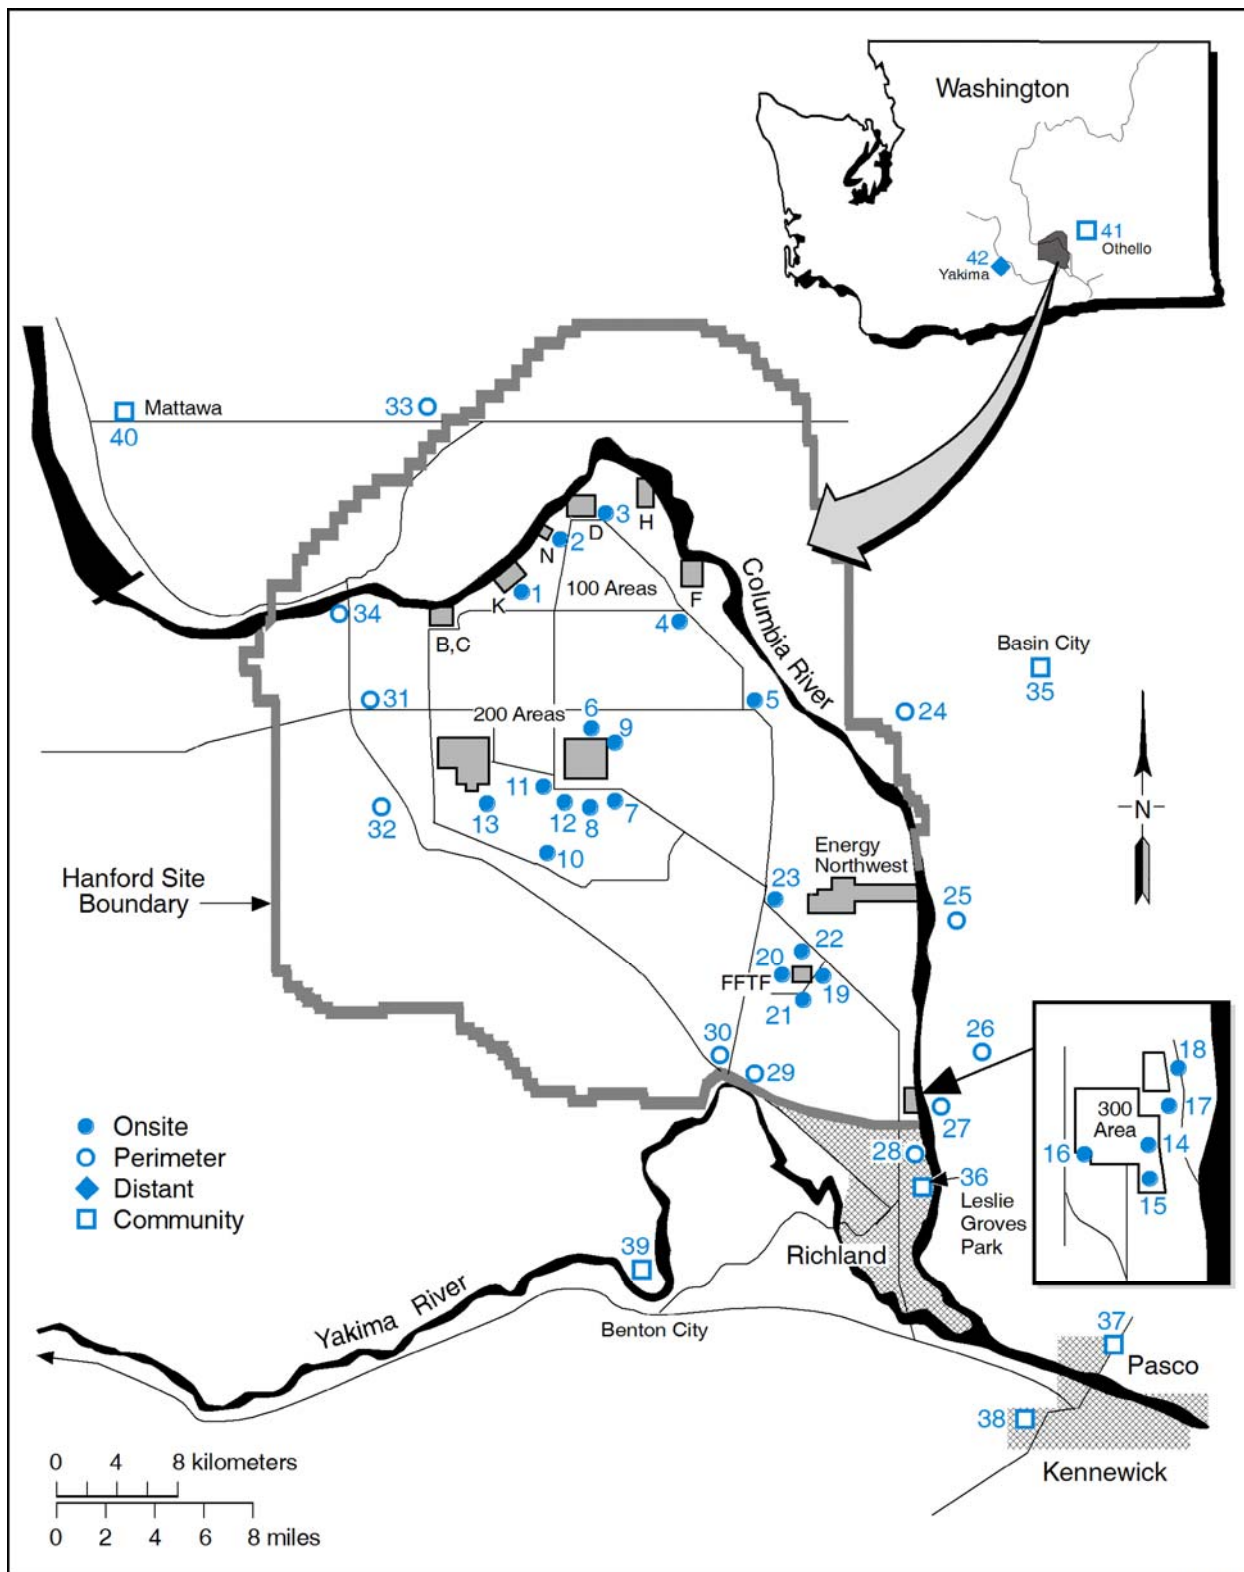 Washington
41
Othello
42
Yakima
Mattawa
40
33
3
H
D
2
N
Columbia River
100 Areas
F
1
K
34
4
B,C
Basin City
35
31
5
24
6
200 Areas
9
11
7
13
12
8
32
10
N
Energy
Northwest
Hanford Site
Boundary
23
25
22
20
FFTF
19
21
30
26
29
18
300
Area
17
14
16
15
27
28
36
Leslie
Groves
Park
Onsite
Perimeter
Distant
Community
39
Richland
Yakima River
Benton City
37
Pasco
38
Kennewick
0 4 8 kilometers
0 2 4 6 8 miles